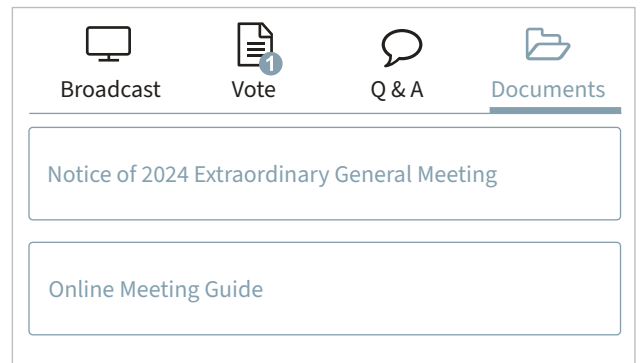 1
Broadcast Vote Q & A Documents
Notice of 2024 Extraordinary General Meeting
Online Meeting Guide